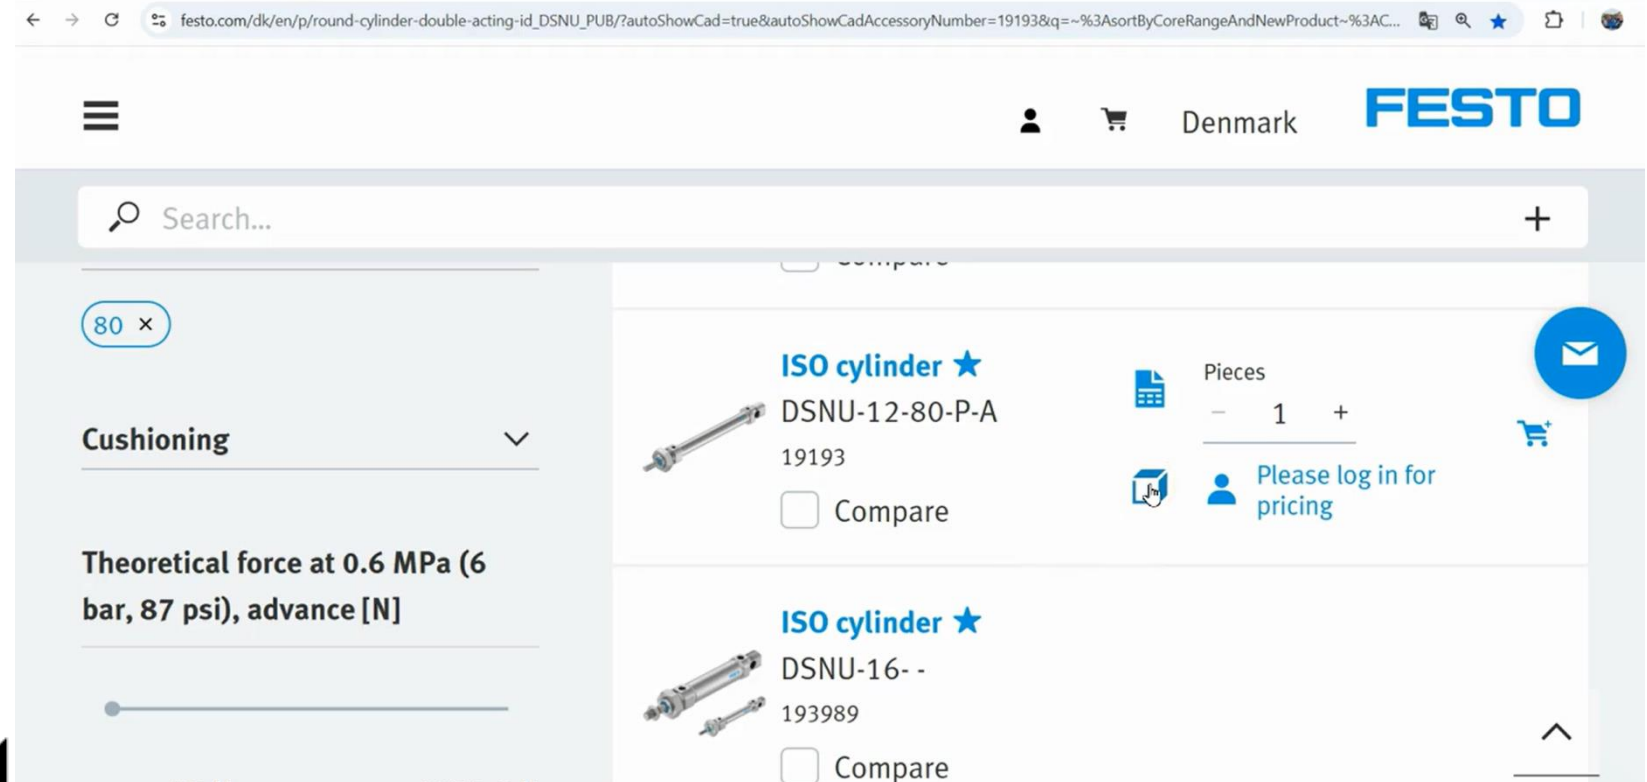 festo.com/dk/en/p/round-cylinder-double-acting-id_DSNU_PUB/?autoShowCad=true&autoShowCadAccessoryNumber=19193&q=~%3AsortByCoreRangeAndNewProduct~%3AC...
Denmark
FESTO
Search...
Compare
80 ×
ISO cylinder
DSNU-12-80-P-A
19193
Compare
Pieces
− 1 +
Please log in for
pricing
Cushioning
Theoretical force at 0.6 MPa (6
bar, 87 psi), advance [N]
ISO cylinder
DSNU-16- -
193989
Compare